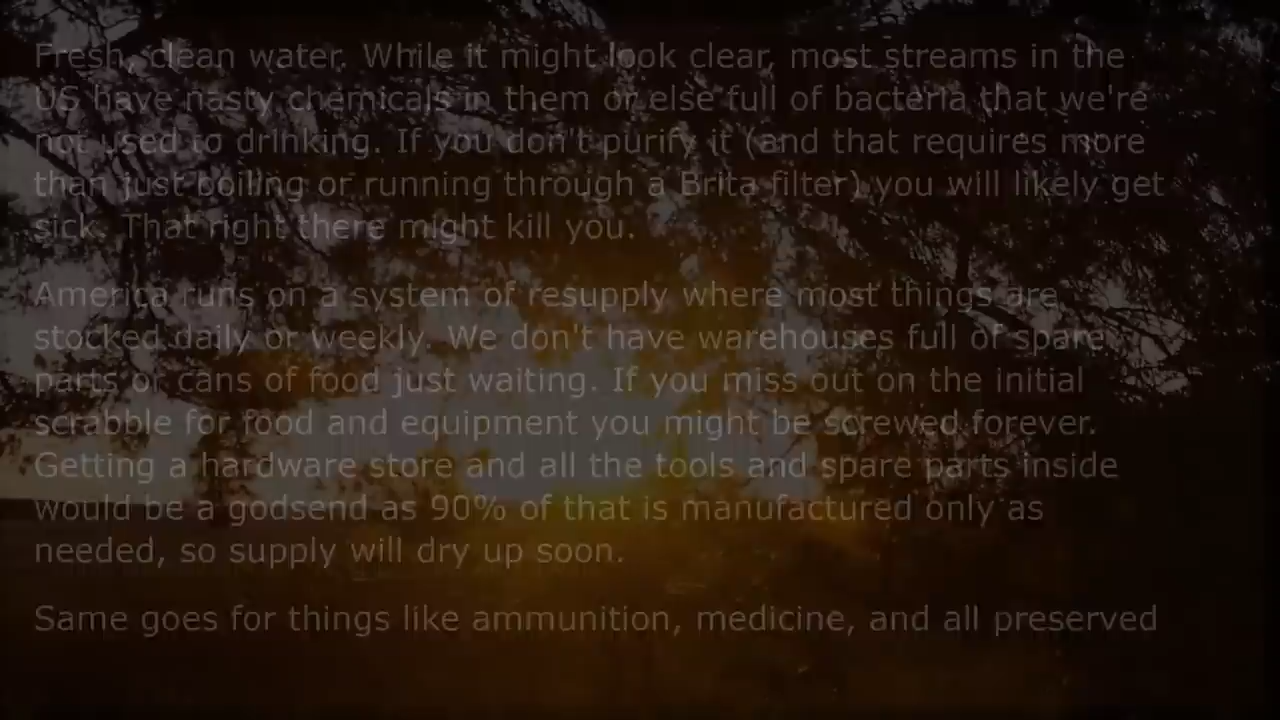 Fresh, clean water. While it might look clear, most streams in the
US have nasty chemicals in them or else full of bacteria that we're
not used to drinking. If you don't purify it (and that requires more
than just boiling or running through a Brita filter) you will likely get
sick. That right there might kill you.
America runs on a system of resupply where most things are
stocked daily or weekly. We don't have warehouses full of spare
parts or cans of food just waiting. If you miss out on the initial
scrabble for food and equipment you might be screwed forever.
Getting a hardware store and all the tools and spare parts inside
would be a godsend as 90% of that is manufactured only as
needed, so supply will dry up soon.
Same goes for things like ammunition, medicine, and all preserved